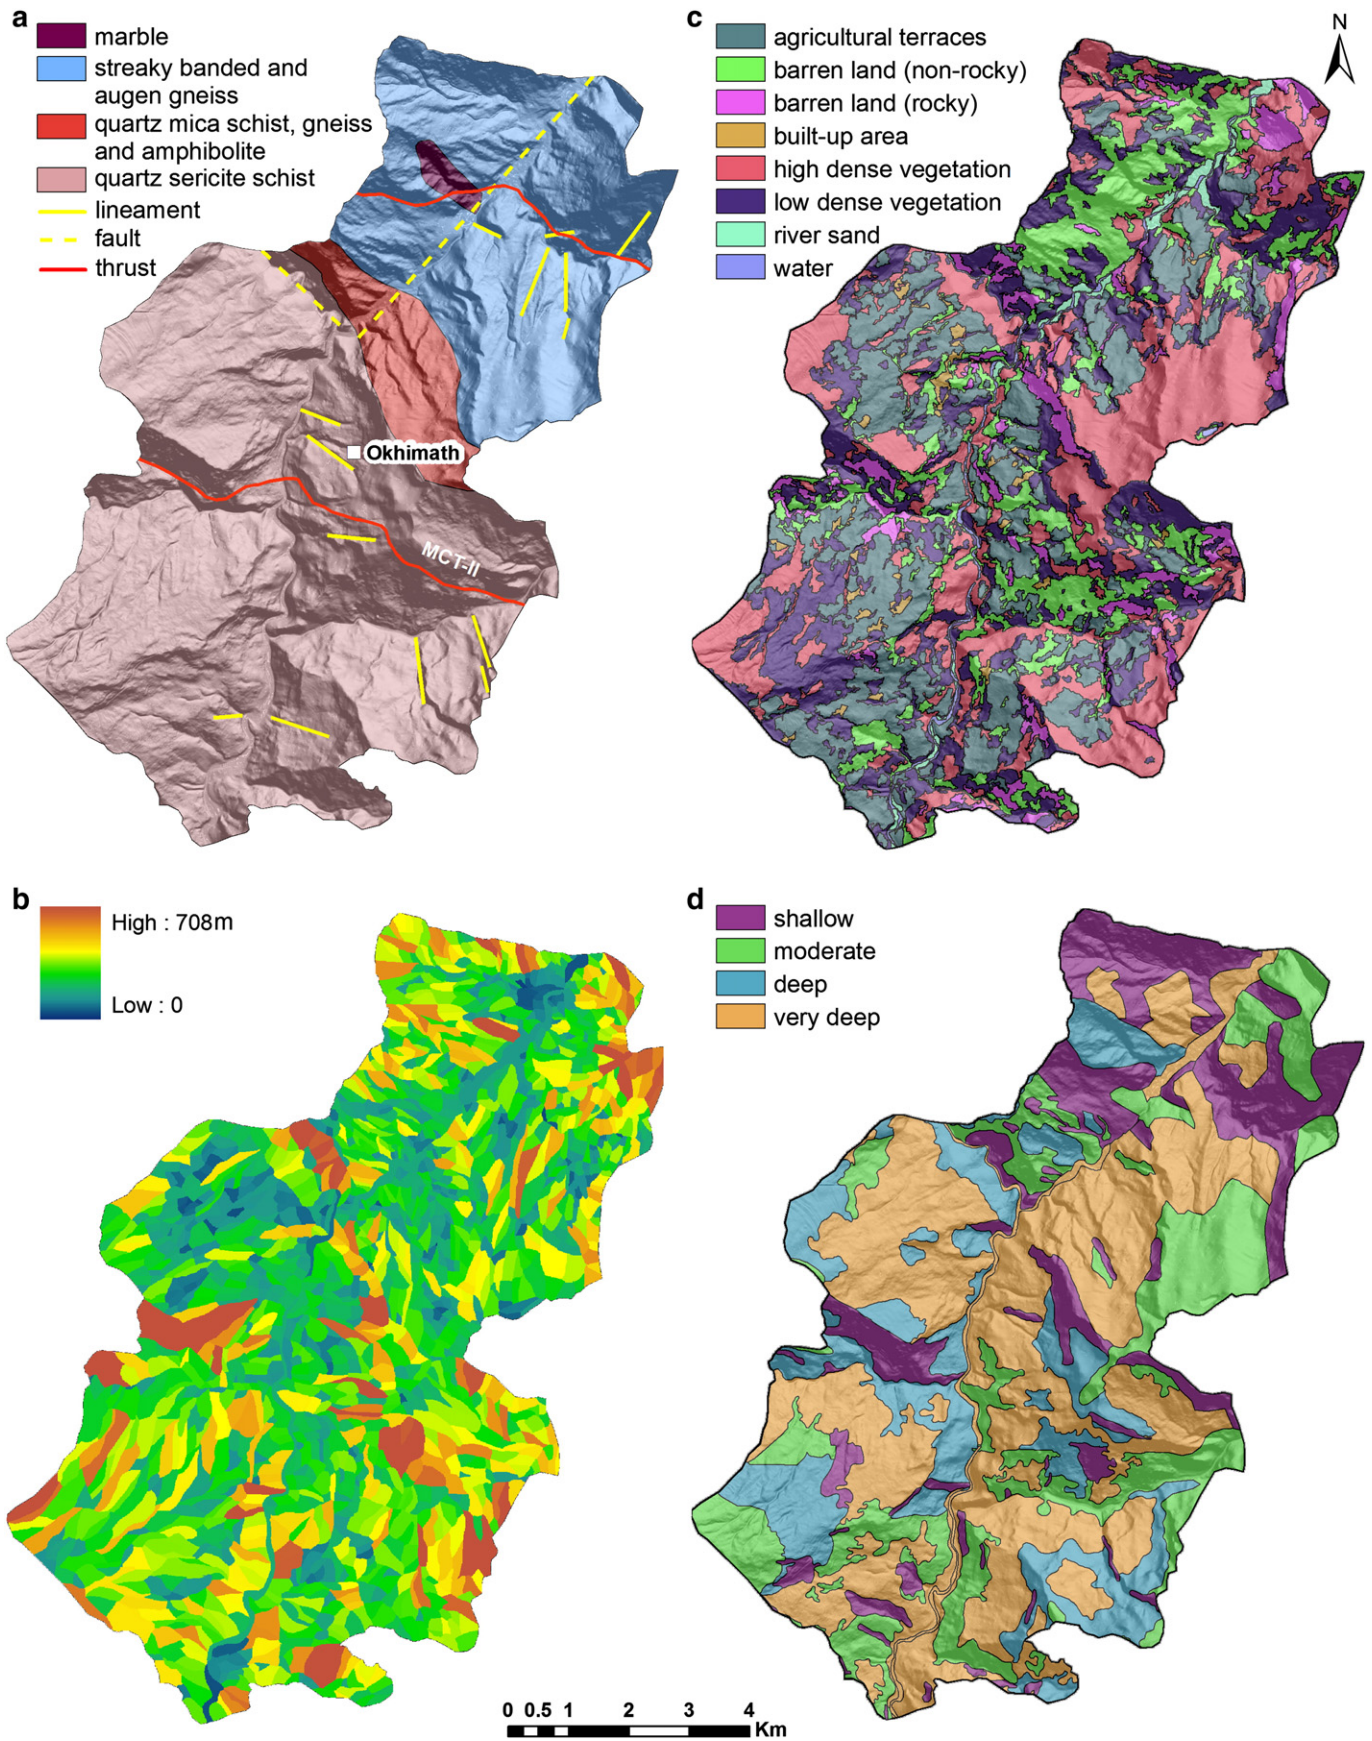 a
marble
streaky banded and
augen gneiss
quartz mica schist, gneiss
and amphibolite
quartz sericite schist
lineament
fault
thrust
Okhimath
MCT-II
c
agricultural terraces
barren land (non-rocky)
barren land (rocky)
built-up area
high dense vegetation
low dense vegetation
river sand
water
N
b
High : 708m
Low : 0
d
shallow
moderate
deep
very deep
0 0.5 1 2 3 4
Km